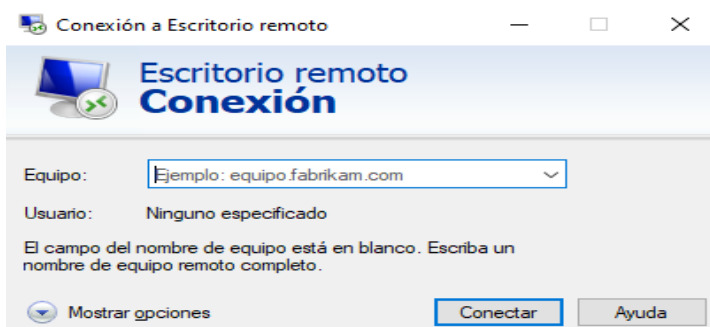 Conexión a Escritorio remoto
Escritorio remoto
Conexión
Equipo: Ejemplo: equipo.fabrikam.com
Usuario: Ninguno especificado
El campo del nombre de equipo está en blanco. Escriba un
nombre de equipo remoto completo.
Mostrar opciones Conectar Ayuda